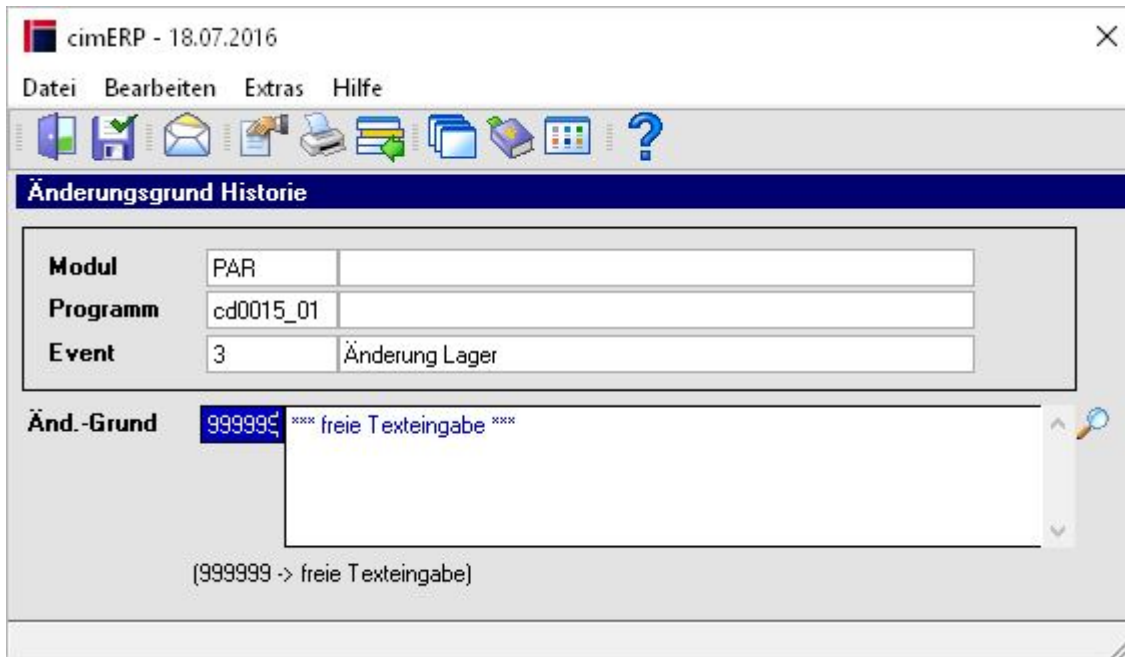 cimERP - 18.07.2016
Datei Bearbeiten Extras Hilfe
Änderungsgrund Historie
Modul PAR
Programm cd0015_01
Event 3 Änderung Lager
Änd.-Grund 999999 *** freie Texteingabe ***
(999999 -> freie Texteingabe)